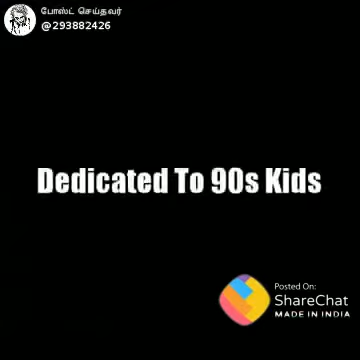 போஸ்ட் செய்தவர்
@293882426
Dedicated To 90s Kids
Posted On:
ShareChat
MADE IN INDIA